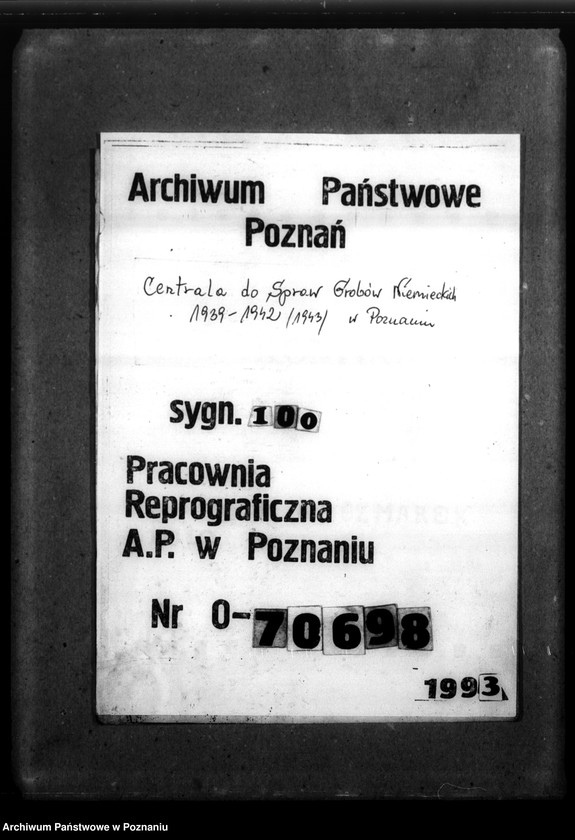 Archiwum Państwowe
Poznań
Centrala do Spraw Grobów Niemieckich
1939-1942/1943/ w Poznaniu
sygn. 100
Pracownia
Reprograficzna
A.P. w Poznaniu
Nr O-70698
1993
Archiwum Państwowe w Poznaniu